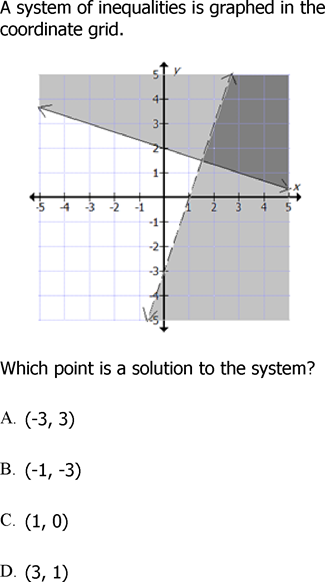 A system of inequalities is graphed in the
coordinate grid.
y
5
4
3
2
1
-5 -4 -3 -2 -1 1 2 3 4 5 x
-1
-2
-3
-4
-5
Which point is a solution to the system?
A. (-3, 3)
B. (-1, -3)
C. (1, 0)
D. (3, 1)